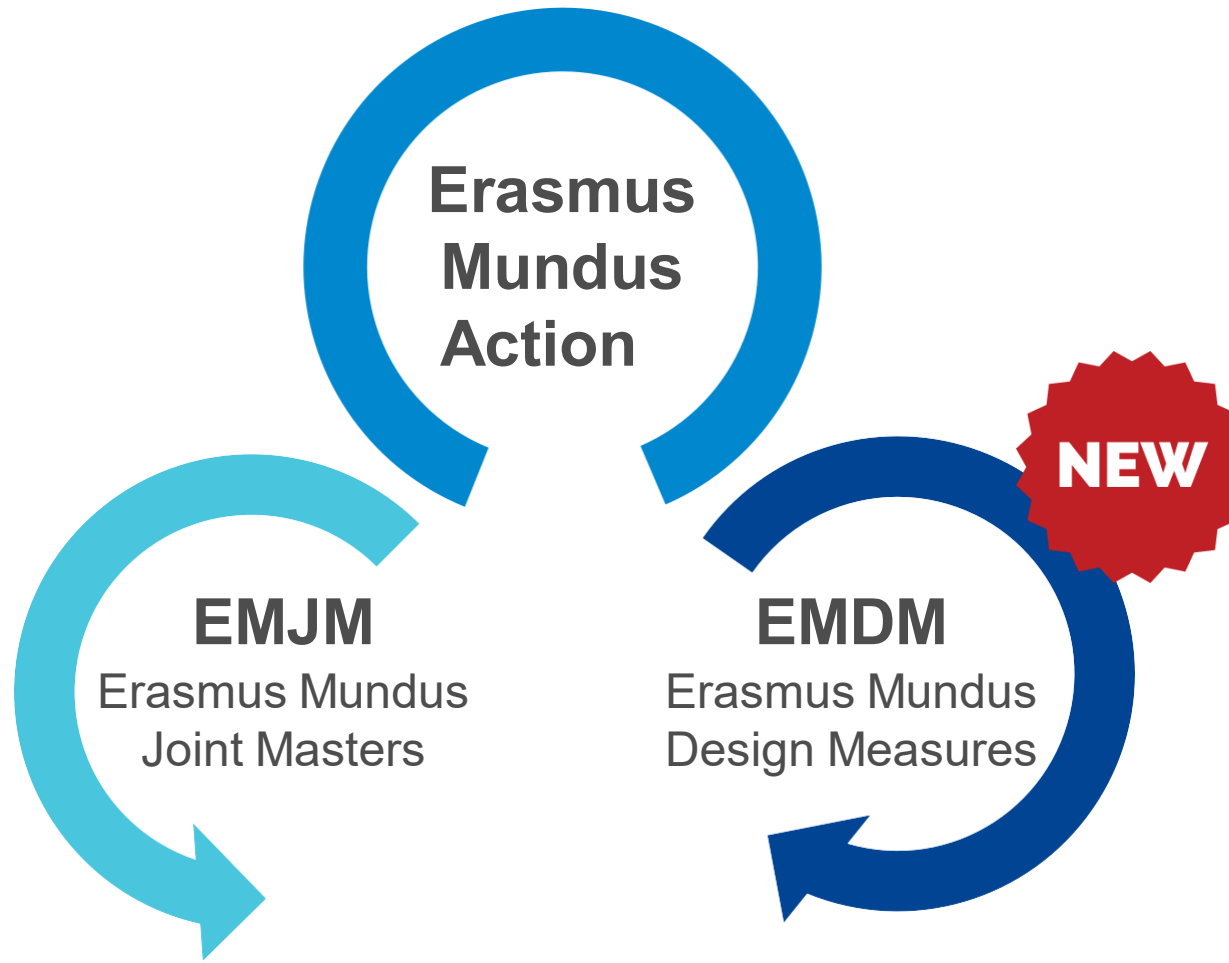 Erasmus
Mundus
Action
NEW
EMJM
Erasmus Mundus
Joint Masters
EMDM
Erasmus Mundus
Design Measures